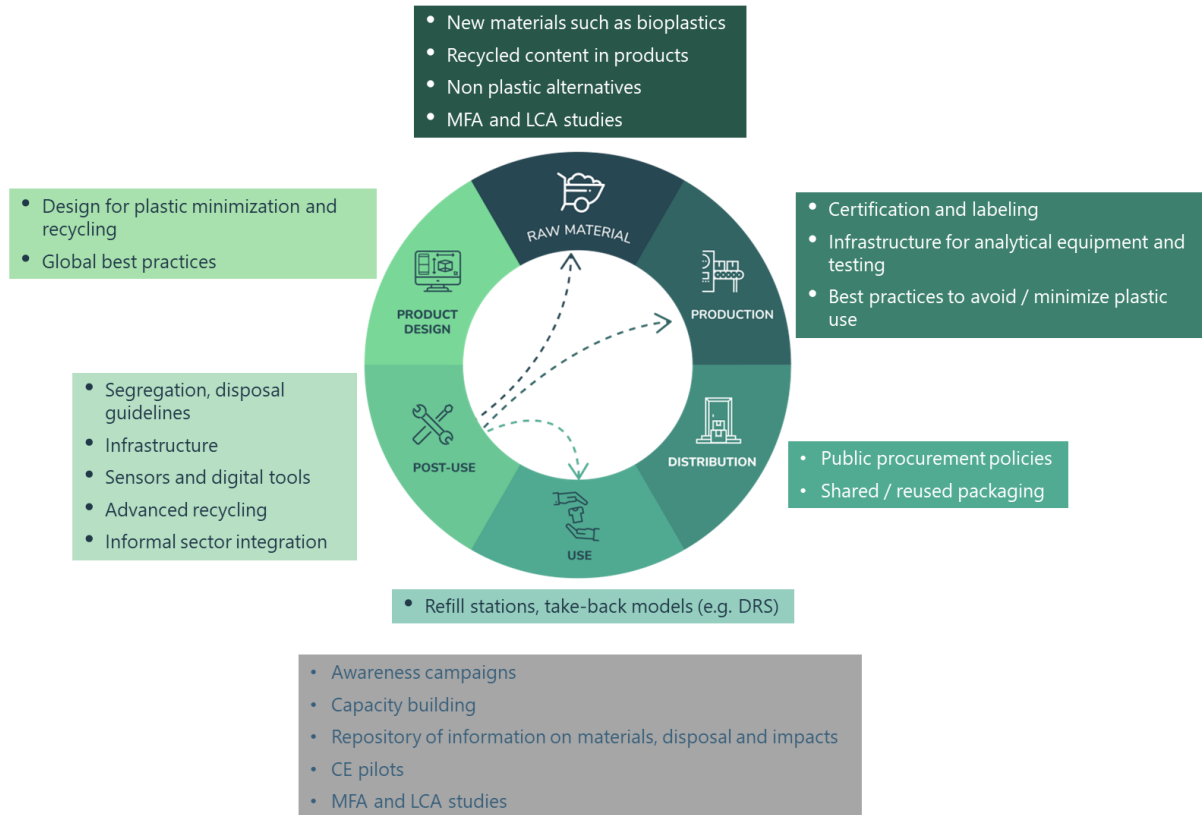 • New materials such as bioplastics
• Recycled content in products
• Non plastic alternatives
• MFA and LCA studies
• Design for plastic minimization and
recycling
• Global best practices
RAW MATERIAL
• Certification and labeling
• Infrastructure for analytical equipment and
testing
• Best practices to avoid / minimize plastic
use
PRODUCT
DESIGN
PRODUCTION
• Segregation, disposal
guidelines
• Infrastructure
• Sensors and digital tools
• Advanced recycling
• Informal sector integration
POST-USE
DISTRIBUTION
• Public procurement policies
• Shared / reused packaging
USE
• Refill stations, take-back models (e.g. DRS)
• Awareness campaigns
• Capacity building
• Repository of information on materials, disposal and impacts
• CE pilots
• MFA and LCA studies